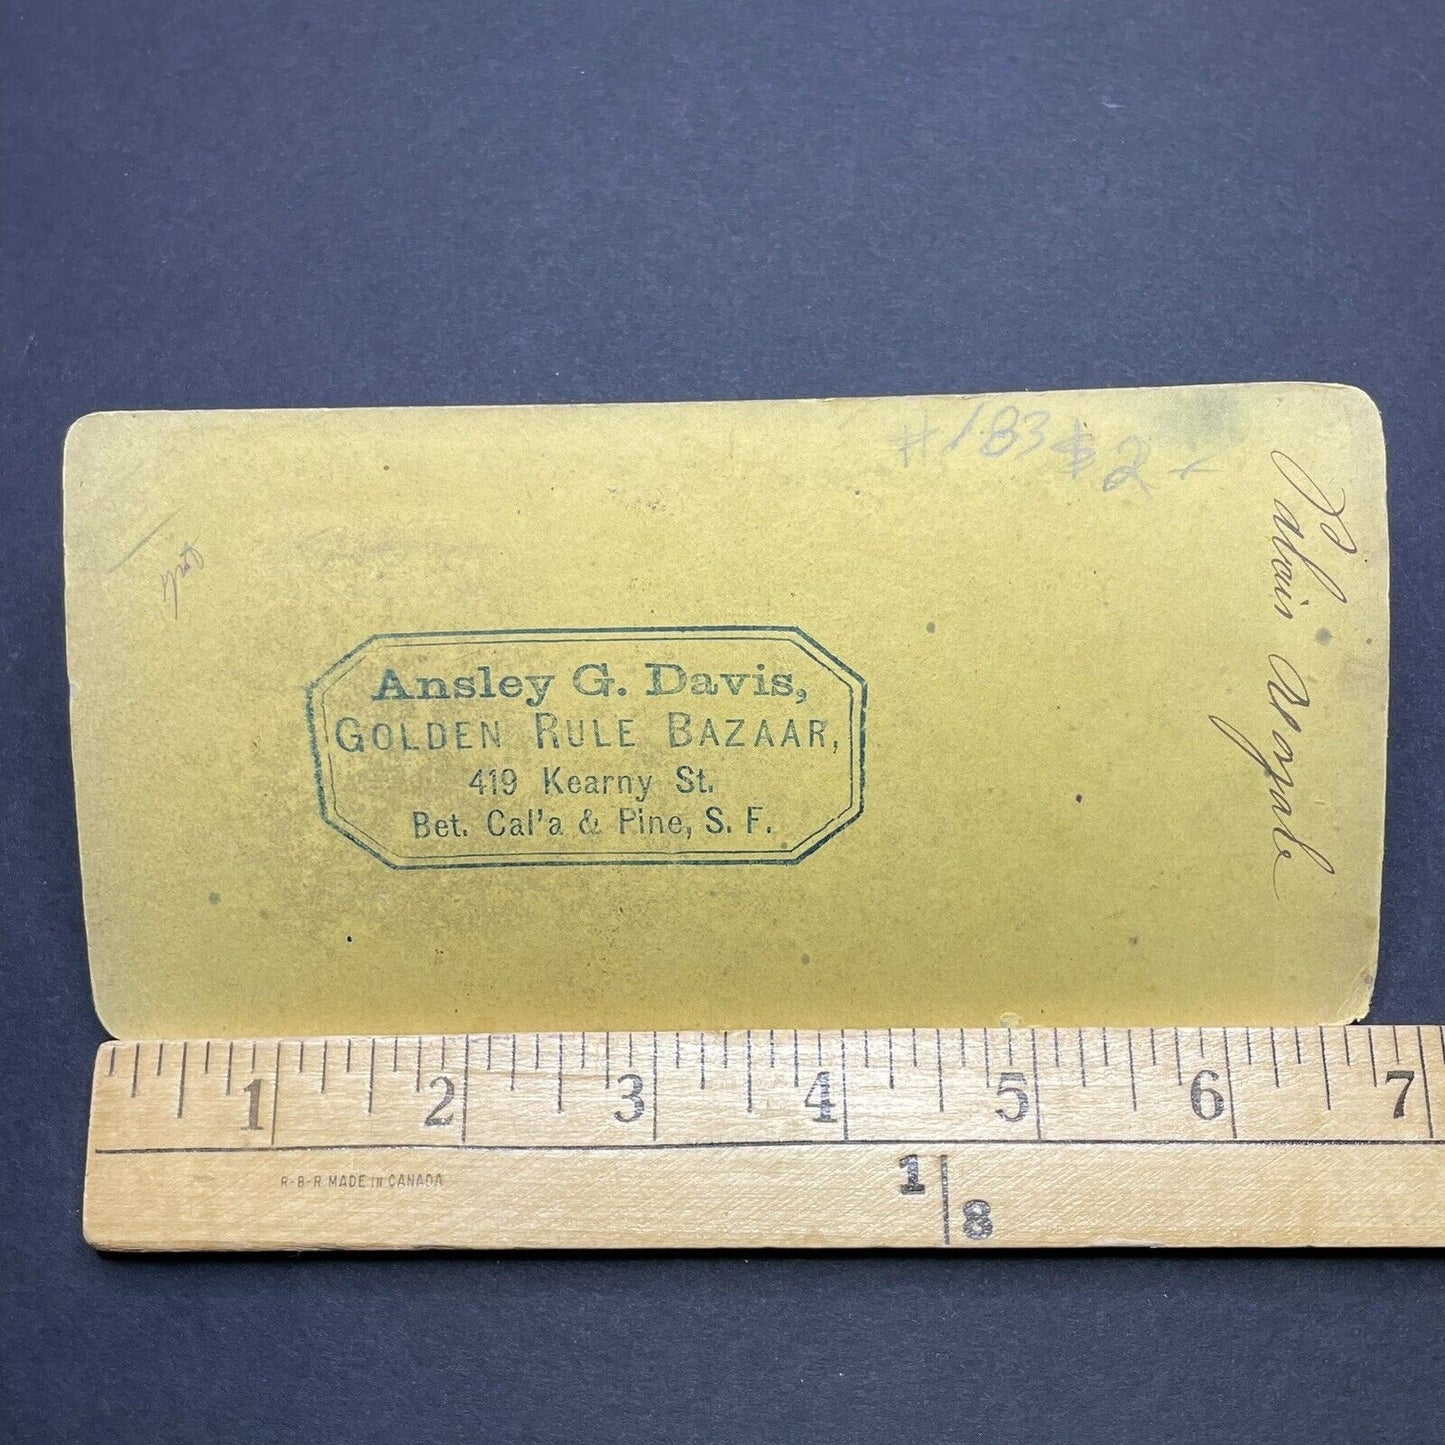 #183 $2-
Palais Royale
Ansley G. Davis,
GOLDEN RULE BAZAAR,
419 Kearny St.
Bet. Cal'a & Pine, S. F.
1 2 3 4 5 6 7
R-B-R MADE IN CANADA
1/8